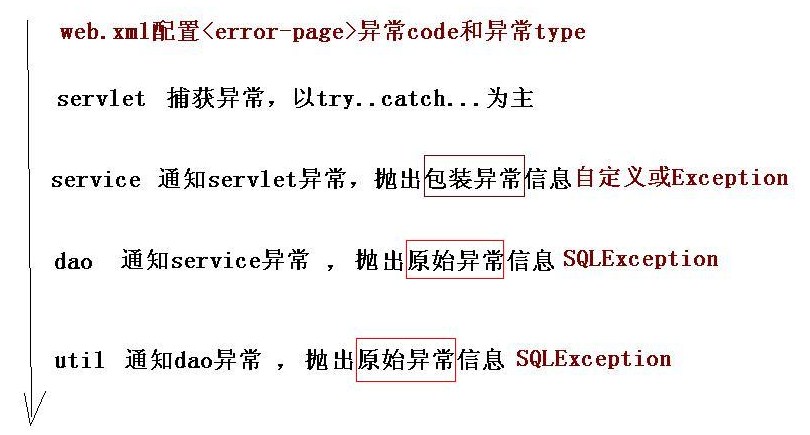 web.xml配置<error-page>异常code和异常type
servlet 捕获异常，以try..catch...为主
service 通知servlet异常，抛出包装异常信息自定义或Exception
dao 通知service异常 ，抛出原始异常信息 SQLException
util 通知dao异常 ，抛出原始异常信息 SQLException